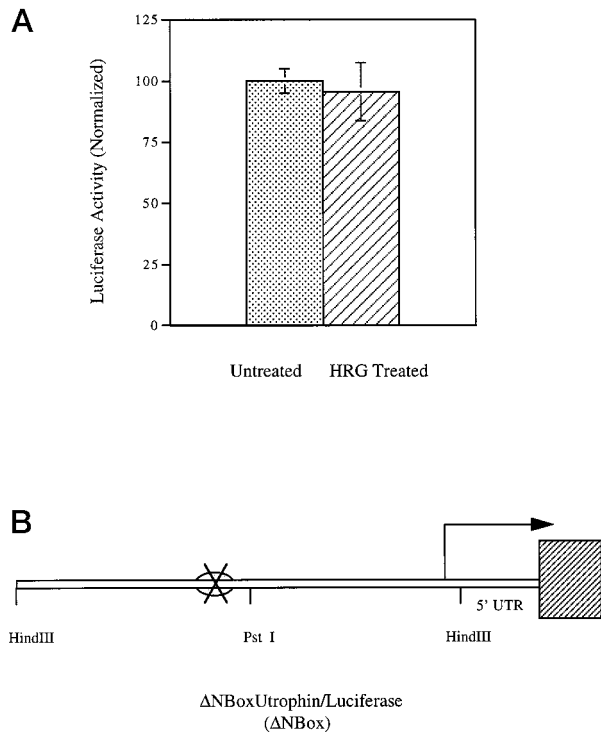 A
Luciferase Activity (Normalized)
125
100
75
50
25
0
Untreated HRG Treated
B
HindIII Pst I HindIII 5' UTR
ΔNBoxUtrophin/Luciferase
(ΔNBox)